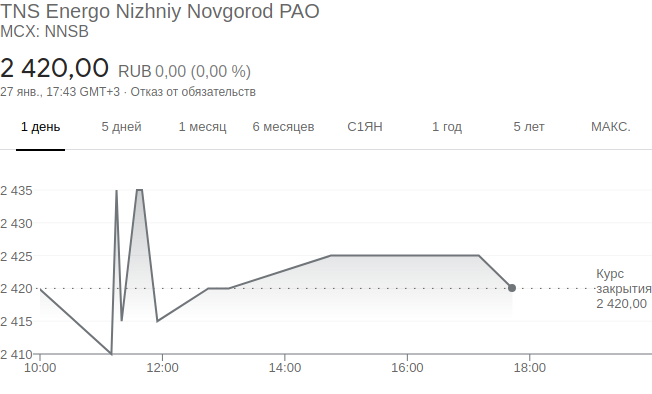 TNS Energo Nizhniy Novgorod PAO
MCX: NNSB
2 420,00 RUB 0,00 (0,00 %)
27 янв., 17:43 GMT+3 · Отказ от обязательств
1 день 5 дней 1 месяц 6 месяцев С1ЯН 1 год 5 лет МАКС.
2 435
2 430
2 425
Курс
2 420 закрытия
2 420,00
2 415
2 410
10:00 12:00 14:00 16:00 18:00